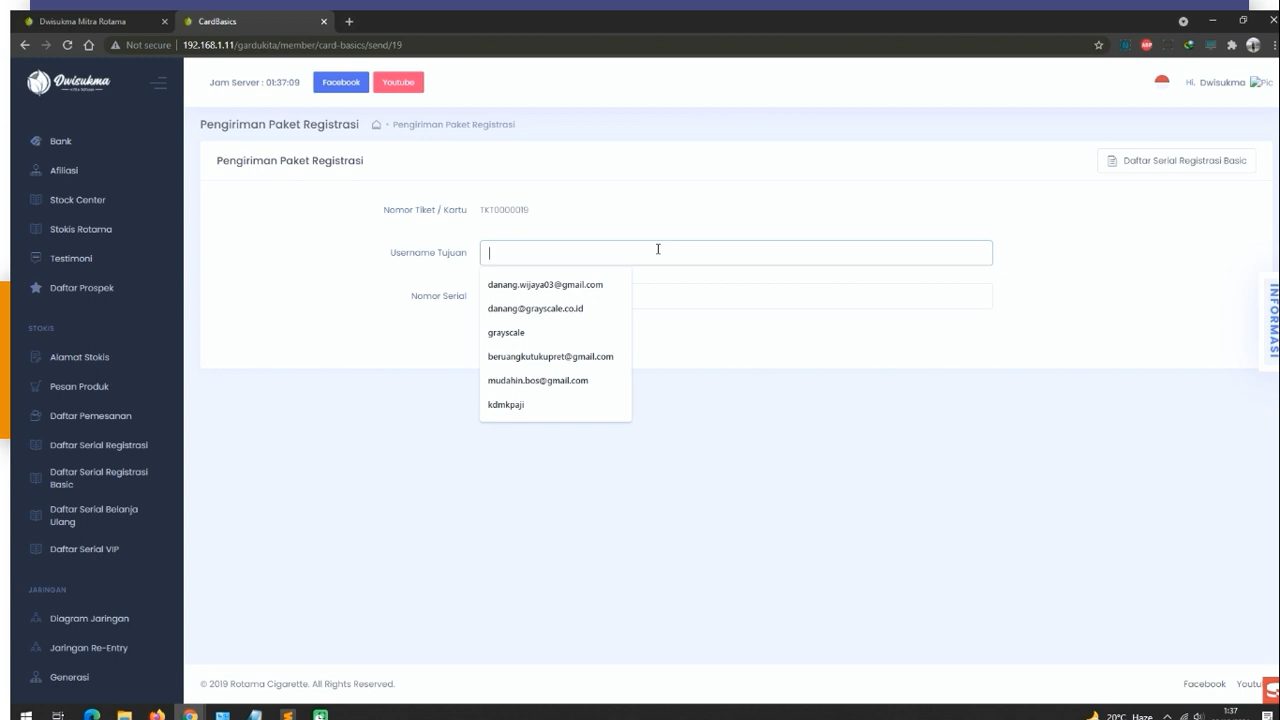 Dwisukma Mitra Rotama
CardBasics
Not secure
192.168.1.11/gardukita/member/card-basics/send/19
Dwisukma
Jam Server : 01:37:09
Facebook
Youtube
Hi, Dwisukma
Pic
Pengiriman Paket Registrasi
Pengiriman Paket Registrasi
Pengiriman Paket Registrasi
Daftar Serial Registrasi Basic
Nomor Tiket / Kartu
TKT0000019
Username Tujuan
danang.wijaya03@gmail.com
danang@grayscale.co.id
grayscale
beruangkutukupret@gmail.com
mudahin.bos@gmail.com
kdmkpaji
Nomor Serial
INFORMASI
Bank
Afiliasi
Stock Center
Stokis Rotama
Testimoni
Daftar Prospek
STOKIS
Alamat Stokis
Pesan Produk
Daftar Pemesanan
Daftar Serial Registrasi
Daftar Serial Registrasi
Basic
Daftar Serial Belanja
Ulang
Daftar Serial VIP
JARINGAN
Diagram Jaringan
Jaringan Re-Entry
Generasi
© 2019 Rotama Cigarette. All Rights Reserved.
Facebook
Youtu
20°C Haze
1:37